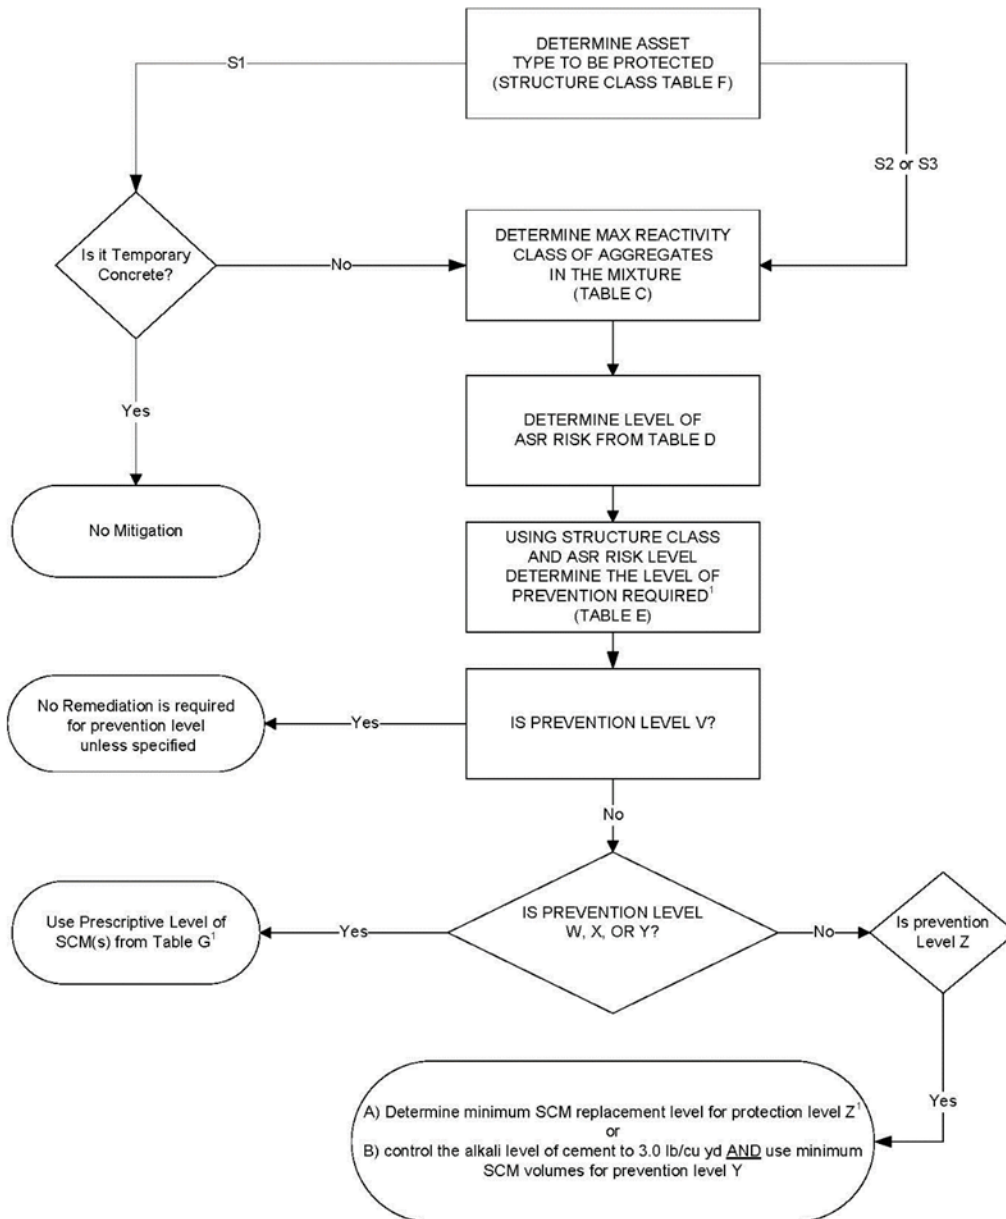 DETERMINE ASSET
TYPE TO BE PROTECTED
(STRUCTURE CLASS TABLE F)
S1
S2 or S3
Is it Temporary
Concrete?
No
DETERMINE MAX REACTIVITY
CLASS OF AGGREGATES
IN THE MIXTURE
(TABLE C)
Yes
No Mitigation
DETERMINE LEVEL OF
ASR RISK FROM TABLE D
USING STRUCTURE CLASS
AND ASR RISK LEVEL
DETERMINE THE LEVEL OF
PREVENTION REQUIRED¹
(TABLE E)
IS PREVENTION LEVEL V?
Yes
No Remediation is required
for prevention level
unless specified
No
IS PREVENTION LEVEL
W, X, OR Y?
Yes
Use Prescriptive Level of
SCM(s) from Table G¹
No
Is prevention
Level Z
Yes
A) Determine minimum SCM replacement level for protection level Z¹
or
B) control the alkali level of cement to 3.0 lb/cu yd AND use minimum
SCM volumes for prevention level Y